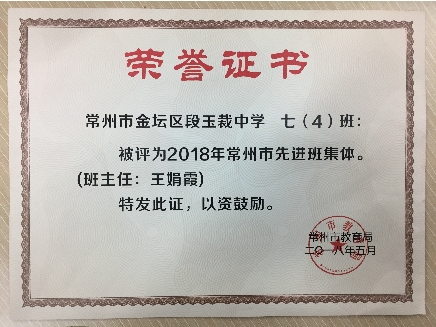 荣誉证书
常州市金坛区段玉裁中学 七（4）班：
被评为2018年常州市先进班集体。
(班主任：王娟霞)
特发此证，以资鼓励。
常州市教育局
二〇一八年五月